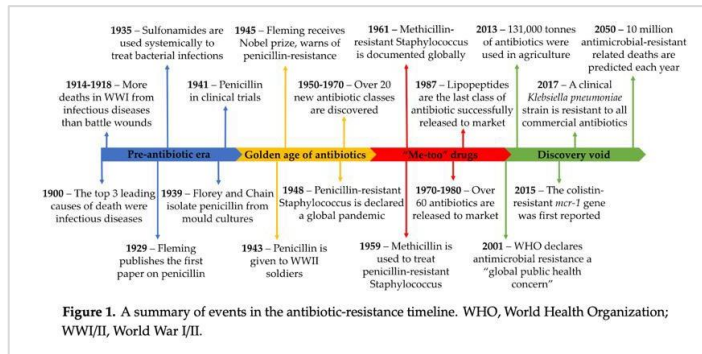 1935 – Sulfonamides are
used systemically to
treat bacterial infections
1945 – Fleming receives
Nobel prize, warns of
penicillin-resistance
1961 – Methicillin-
resistant Staphylococcus
is documented globally
2013 – 131,000 tonnes
of antibiotics were
used in agriculture
2050 – 10 million
antimicrobial-resistant
related deaths are
predicted each year
1914-1918 – More
deaths in WWI from
infectious diseases
than battle wounds
1941 – Penicillin
in clinical trials
1950-1970 – Over 20
new antibiotic classes
are discovered
1987 – Lipopeptides
are the last class of
antibiotic successfully
released to market
2017 – A clinical
Klebsiella pneumoniae
strain is resistant to all
commercial antibiotics
Pre-antibiotic era
Golden age of antibiotics
"Me-too" drugs
Discovery void
1900 – The top 3 leading
causes of death were
infectious diseases
1939 – Florey and Chain
isolate penicillin from
mould cultures
1948 – Penicillin-resistant
Staphylococcus is declared
a global pandemic
1970-1980 – Over
60 antibiotics are
released to market
2015 – The colistin-
resistant mcr-1 gene
was first reported
1929 – Fleming
publishes the first
paper on penicillin
1943 – Penicillin is
given to WWII
soldiers
1959 – Methicillin is
used to treat
penicillin-resistant
Staphylococcus
2001 – WHO declares
antimicrobial resistance a
"global public health
concern"
Figure 1. A summary of events in the antibiotic-resistance timeline. WHO, World Health Organization;
WWI/II, World War I/II.